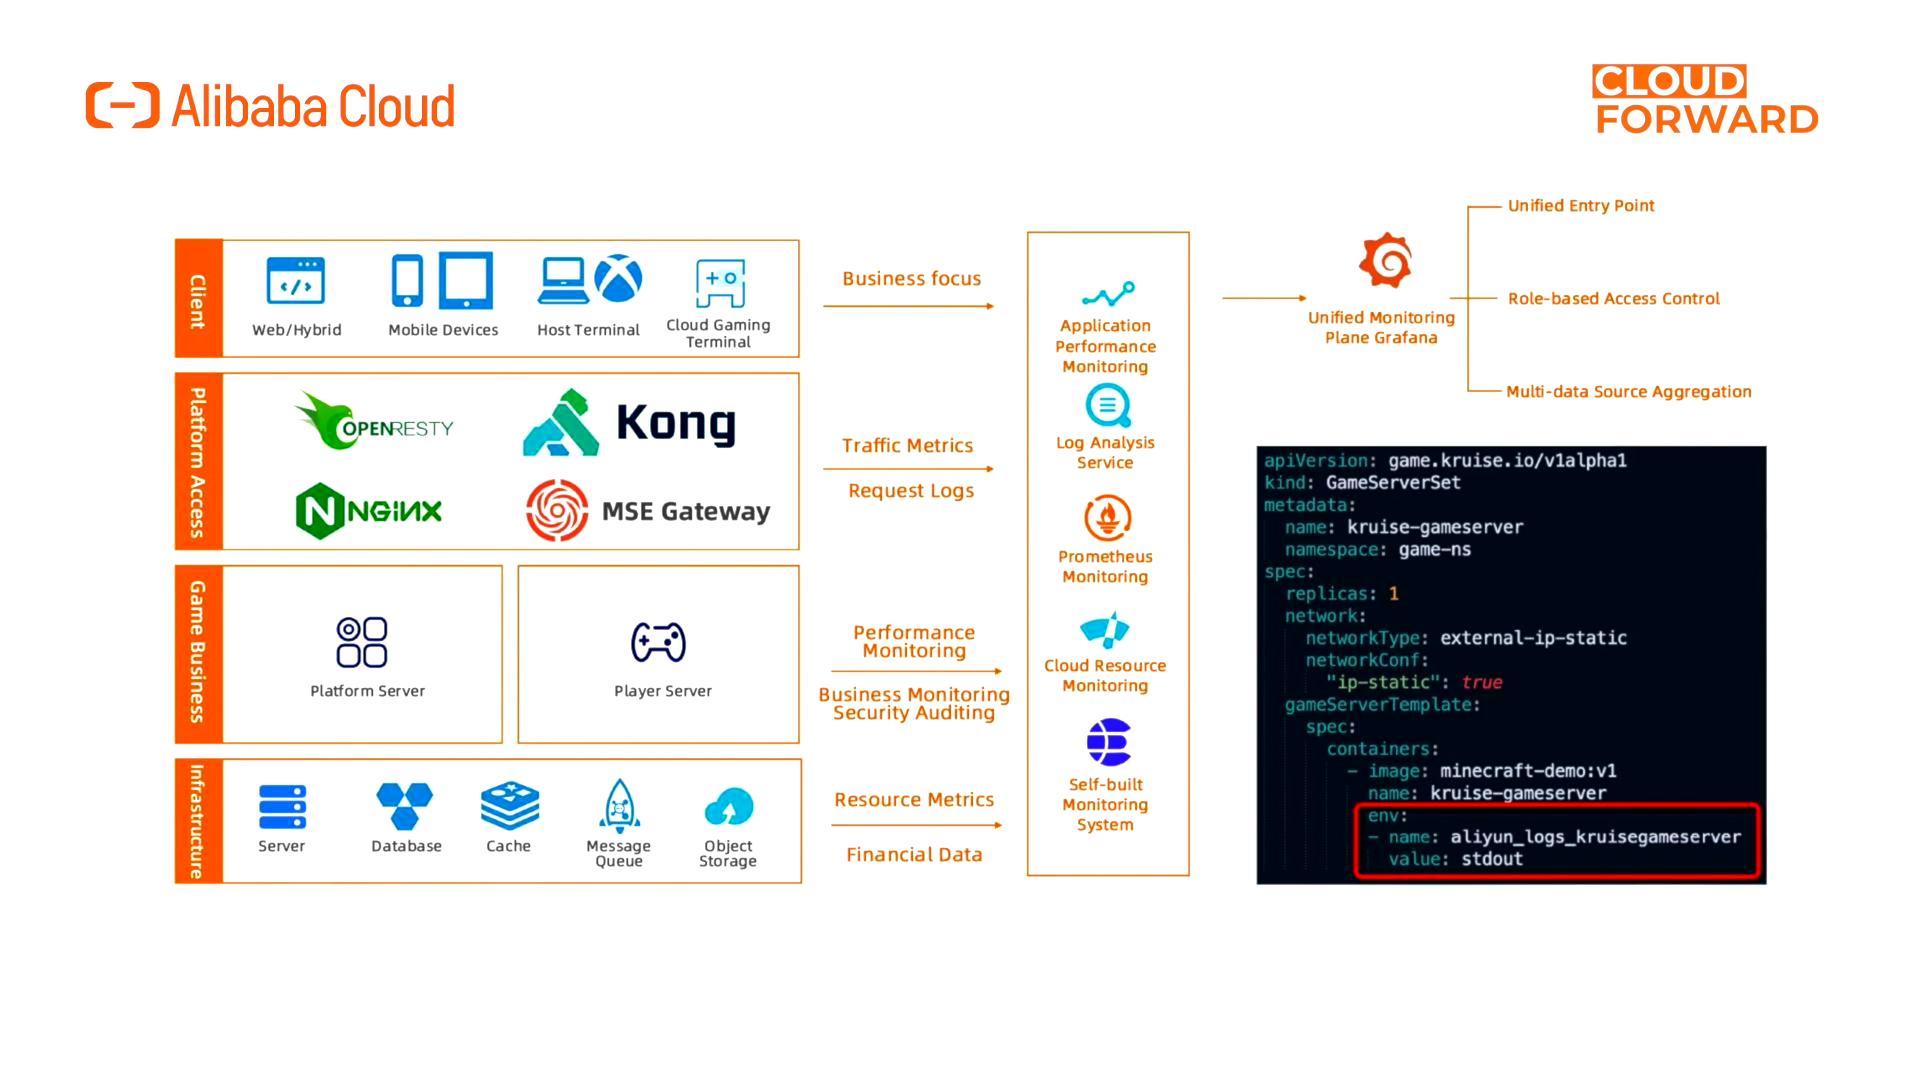 Alibaba Cloud
CLOUD
FORWARD
Client
Web/Hybrid
Mobile Devices
Host Terminal
Cloud Gaming
Terminal
Business focus
Platform Access
OPENRESTY
Kong
NGINX
MSE Gateway
Traffic Metrics
Request Logs
Game Business
Platform Server
Player Server
Performance
Monitoring
Business Monitoring
Security Auditing
Infrastructure
Server
Database
Cache
Message
Queue
Object
Storage
Resource Metrics
Financial Data
Application
Performance
Monitoring
Log Analysis
Service
Prometheus
Monitoring
Cloud Resource
Monitoring
Self-built
Monitoring
System
Unified Monitoring
Plane Grafana
Unified Entry Point
Role-based Access Control
Multi-data Source Aggregation
apiVersion: game.kruise.io/v1alpha1
kind: GameServerSet
metadata:
name: kruise-gameserver
namespace: game-ns
spec:
replicas: 1
network:
networkType: external-ip-static
networkConf:
"ip-static": true
gameServerTemplate:
spec:
containers:
- image: minecraft-demo:v1
name: kruise-gameserver
env:
- name: aliyun_logs_kruisegameserver
value: stdout